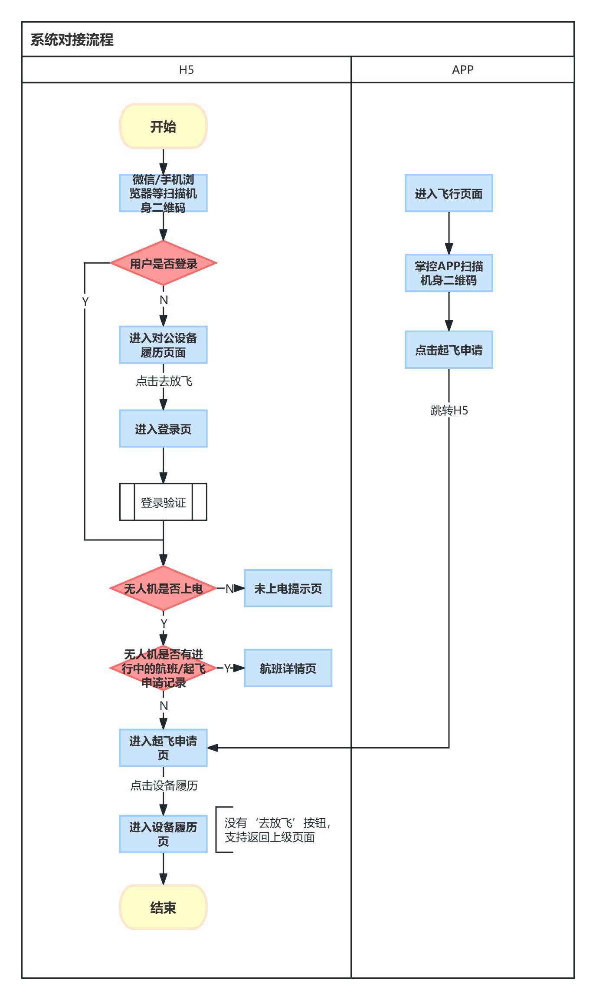 系统对接流程
H5
APP
开始
微信/手机浏
览器等扫描机
身二维码
用户是否登录
Y
N
进入对公设备
履历页面
点击去放飞
进入登录页
登录验证
无人机是否上电
N
未上电提示页
Y
无人机是否有进
行中的航班/起飞
申请记录
Y
航班详情页
N
进入起飞申请
页
点击设备履历
进入设备履历
页
没有‘去放飞’按钮，
支持返回上级页面
结束
进入飞行页面
掌控APP扫描
机身二维码
点击起飞申请
跳转H5